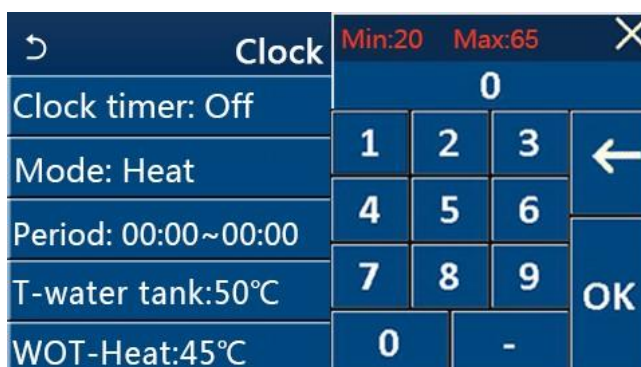 Clock
Clock timer: Off
Mode: Heat
Period: 00:00~00:00
T-water tank:50℃
WOT-Heat:45℃
Min:20 Max:65
0
1 2 3
4 5 6
7 8 9
OK
0 -